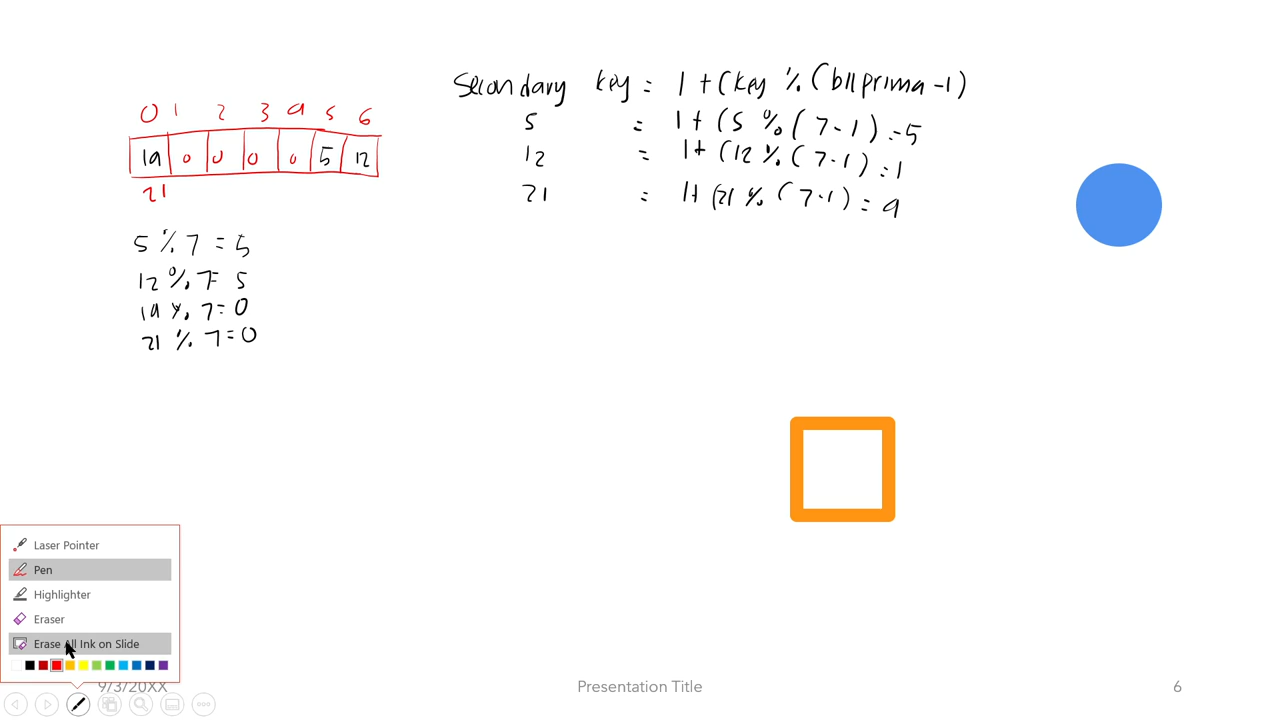 0 1 2 3 4 5 6
14 0 0 0 0 5 12
21
5 % 7 = 5
12 % 7 = 5
14 % 7 = 0
21 % 7 = 0
Secondary key = 1 + (key % (bil prima -1)
5 = 1 + (5 % (7-1) = 5
12 = 1 + (12 % (7-1) = 1
21 = 1+ (21 % (7-1) = 4
Laser Pointer
Pen
Highlighter
Eraser
Erase All Ink on Slide
9/3/20XX
Presentation Title
6